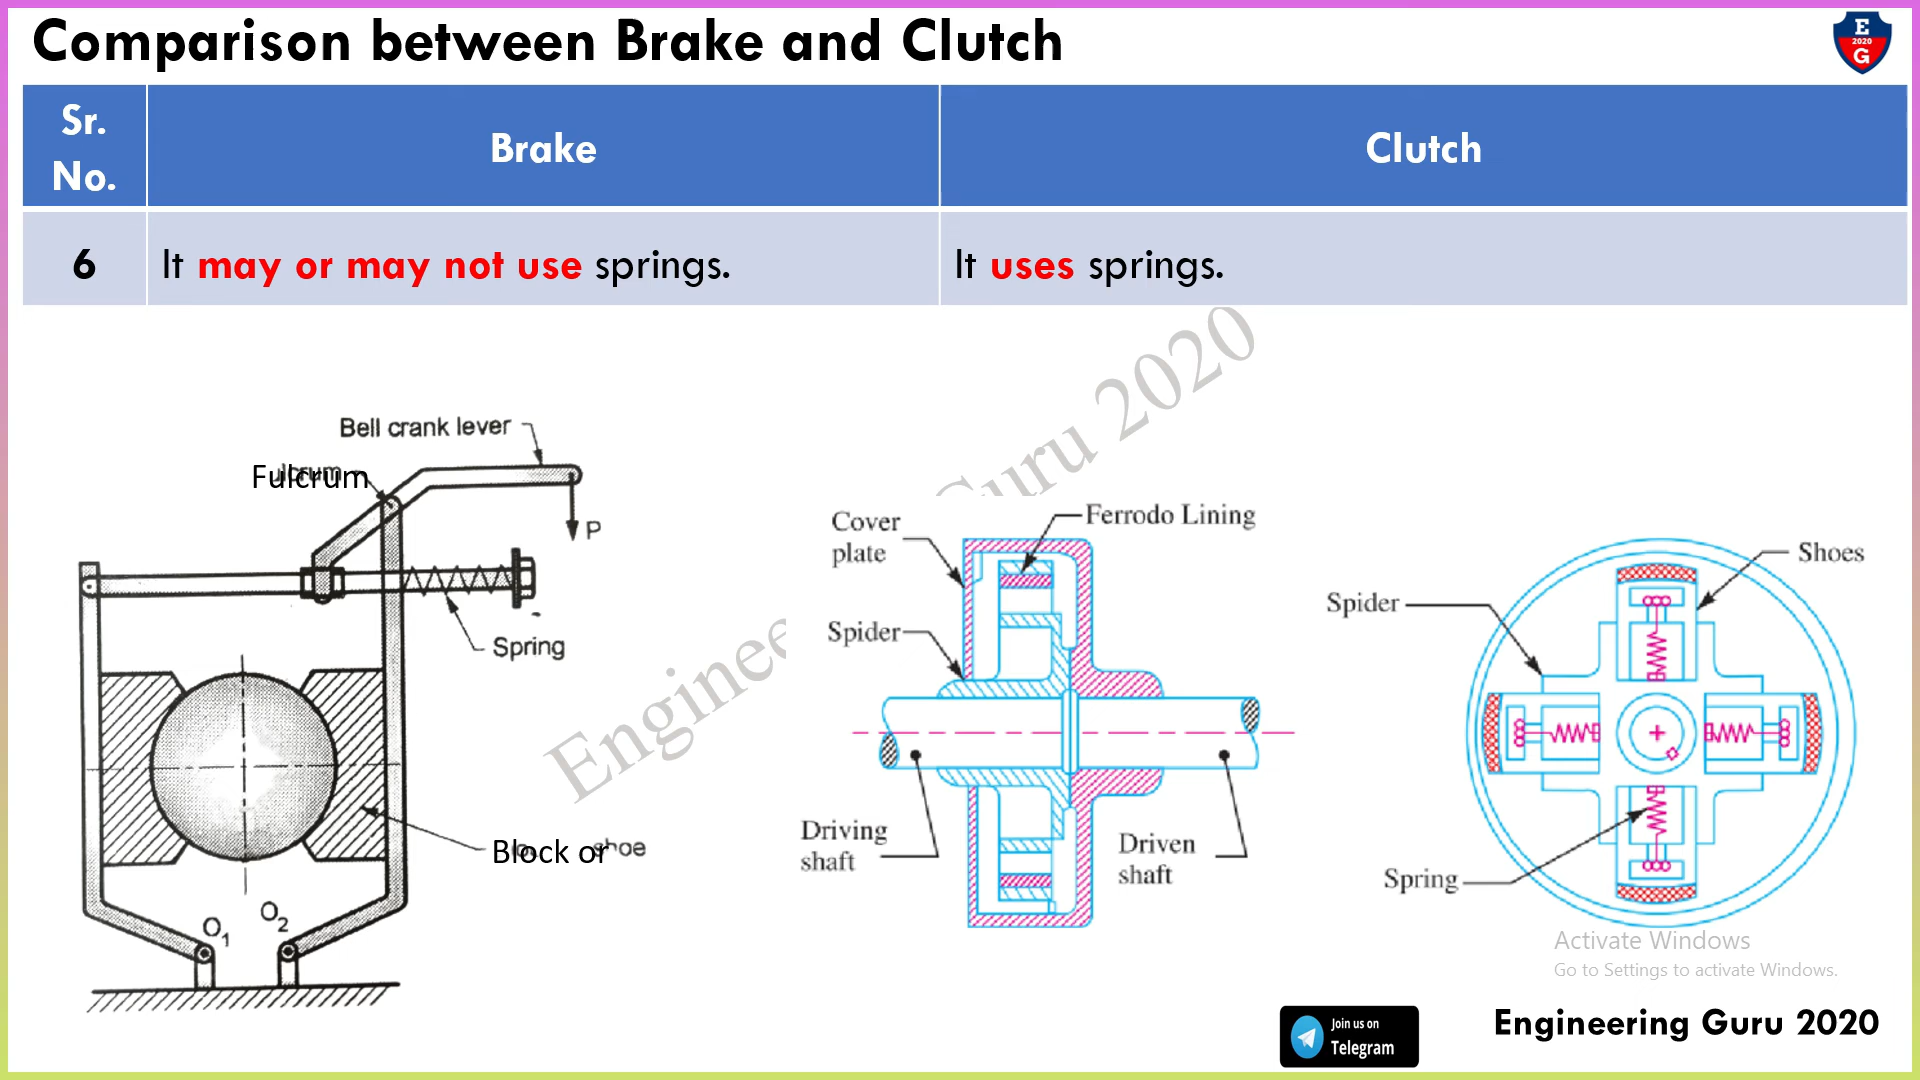 Comparison between Brake and Clutch
E
2020
G
Sr.
No.
Brake
Clutch
6
It may or may not use springs.
It uses springs.
Bell crank lever
Fulcrum
P
Spring
Block or shoe
O1
O2
Cover
plate
Ferrodo Lining
Spider
Driving
shaft
Driven
shaft
Shoes
Spider
Spring
Guru 2020
Enginee
Activate Windows
Go to Settings to activate Windows.
Join us on
Telegram
Engineering Guru 2020